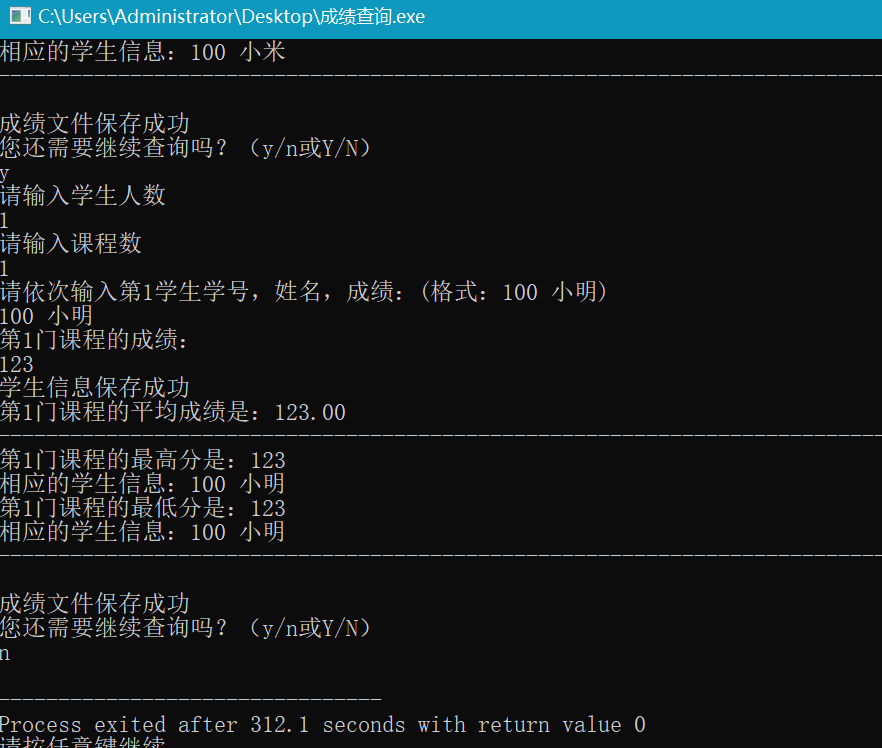 C:\Users\Administrator\Desktop\成绩查询.exe
相应的学生信息：100 小米
--------------------------------------------------------------------------
成绩文件保存成功
您还需要继续查询吗？（y/n或Y/N）
y
请输入学生人数
1
请输入课程数
1
请依次输入第1学生学号，姓名，成绩：(格式：100 小明)
100 小明
第1门课程的成绩：
123
学生信息保存成功
第1门课程的平均成绩是：123.00
--------------------------------------------------------------------------
第1门课程的最高分是：123
相应的学生信息：100 小明
第1门课程的最低分是：123
相应的学生信息：100 小明
--------------------------------------------------------------------------
成绩文件保存成功
您还需要继续查询吗？（y/n或Y/N）
n
--------------------------------
Process exited after 312.1 seconds with return value 0
请按任意键继续